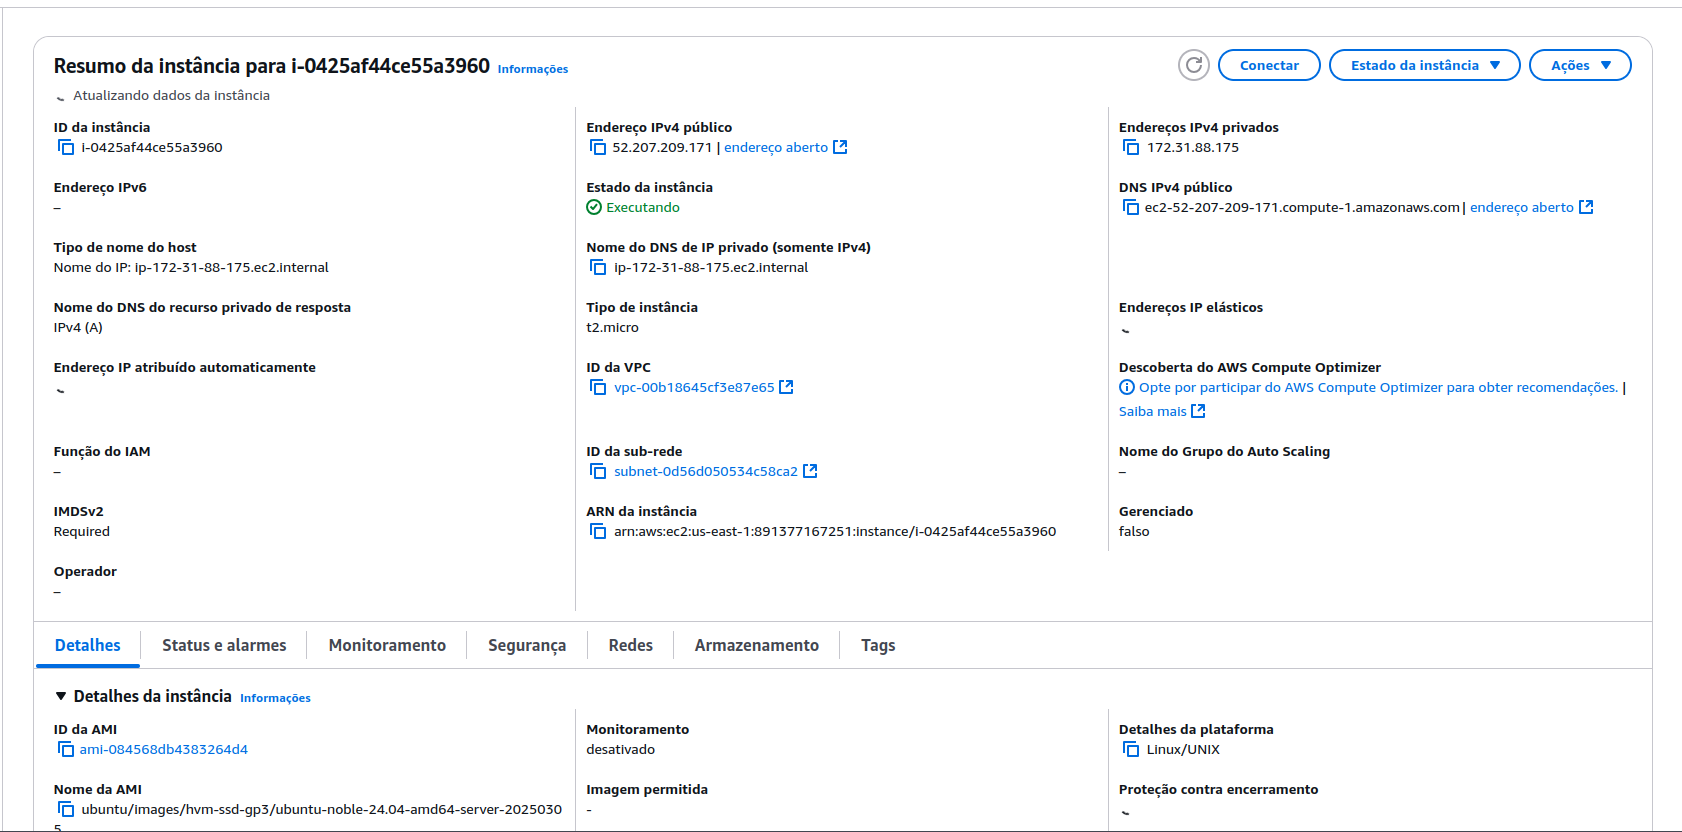 Resumo da instância para i-0425af44ce55a3960 Informações
Conectar
Estado da instância
Ações
Atualizando dados da instância
ID da instância
i-0425af44ce55a3960
Endereço IPv4 público
52.207.209.171 | endereço aberto
Endereços IPv4 privados
172.31.88.175
Endereço IPv6
–
Estado da instância
Executando
DNS IPv4 público
ec2-52-207-209-171.compute-1.amazonaws.com | endereço aberto
Tipo de nome do host
Nome do IP: ip-172-31-88-175.ec2.internal
Nome do DNS de IP privado (somente IPv4)
ip-172-31-88-175.ec2.internal
Nome do DNS do recurso privado de resposta
IPv4 (A)
Tipo de instância
t2.micro
Endereços IP elásticos
Endereço IP atribuído automaticamente
ID da VPC
vpc-00b18645cf3e87e65
Descoberta do AWS Compute Optimizer
Opte por participar do AWS Compute Optimizer para obter recomendações. |
Saiba mais
Função do IAM
–
ID da sub-rede
subnet-0d56d050534c58ca2
Nome do Grupo do Auto Scaling
–
IMDSv2
Required
ARN da instância
arn:aws:ec2:us-east-1:891377167251:instance/i-0425af44ce55a3960
Gerenciado
falso
Operador
–
Detalhes
Status e alarmes
Monitoramento
Segurança
Redes
Armazenamento
Tags
Detalhes da instância Informações
ID da AMI
ami-084568db4383264d4
Monitoramento
desativado
Detalhes da plataforma
Linux/UNIX
Nome da AMI
ubuntu/images/hvm-ssd-gp3/ubuntu-noble-24.04-amd64-server-2025030
5
Imagem permitida
-
Proteção contra encerramento